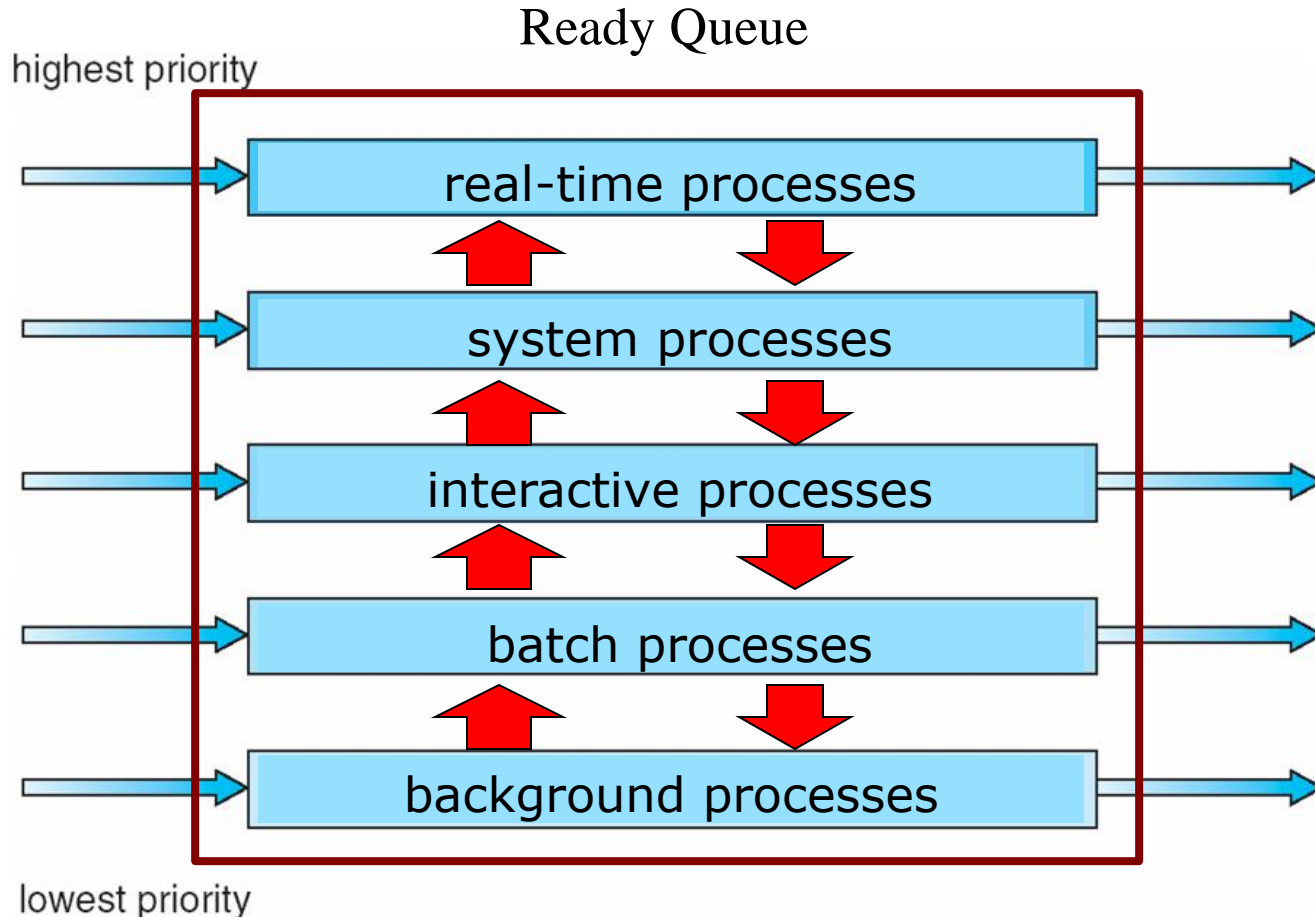 Ready Queue
highest priority
real-time processes
system processes
interactive processes
batch processes
background processes
lowest priority